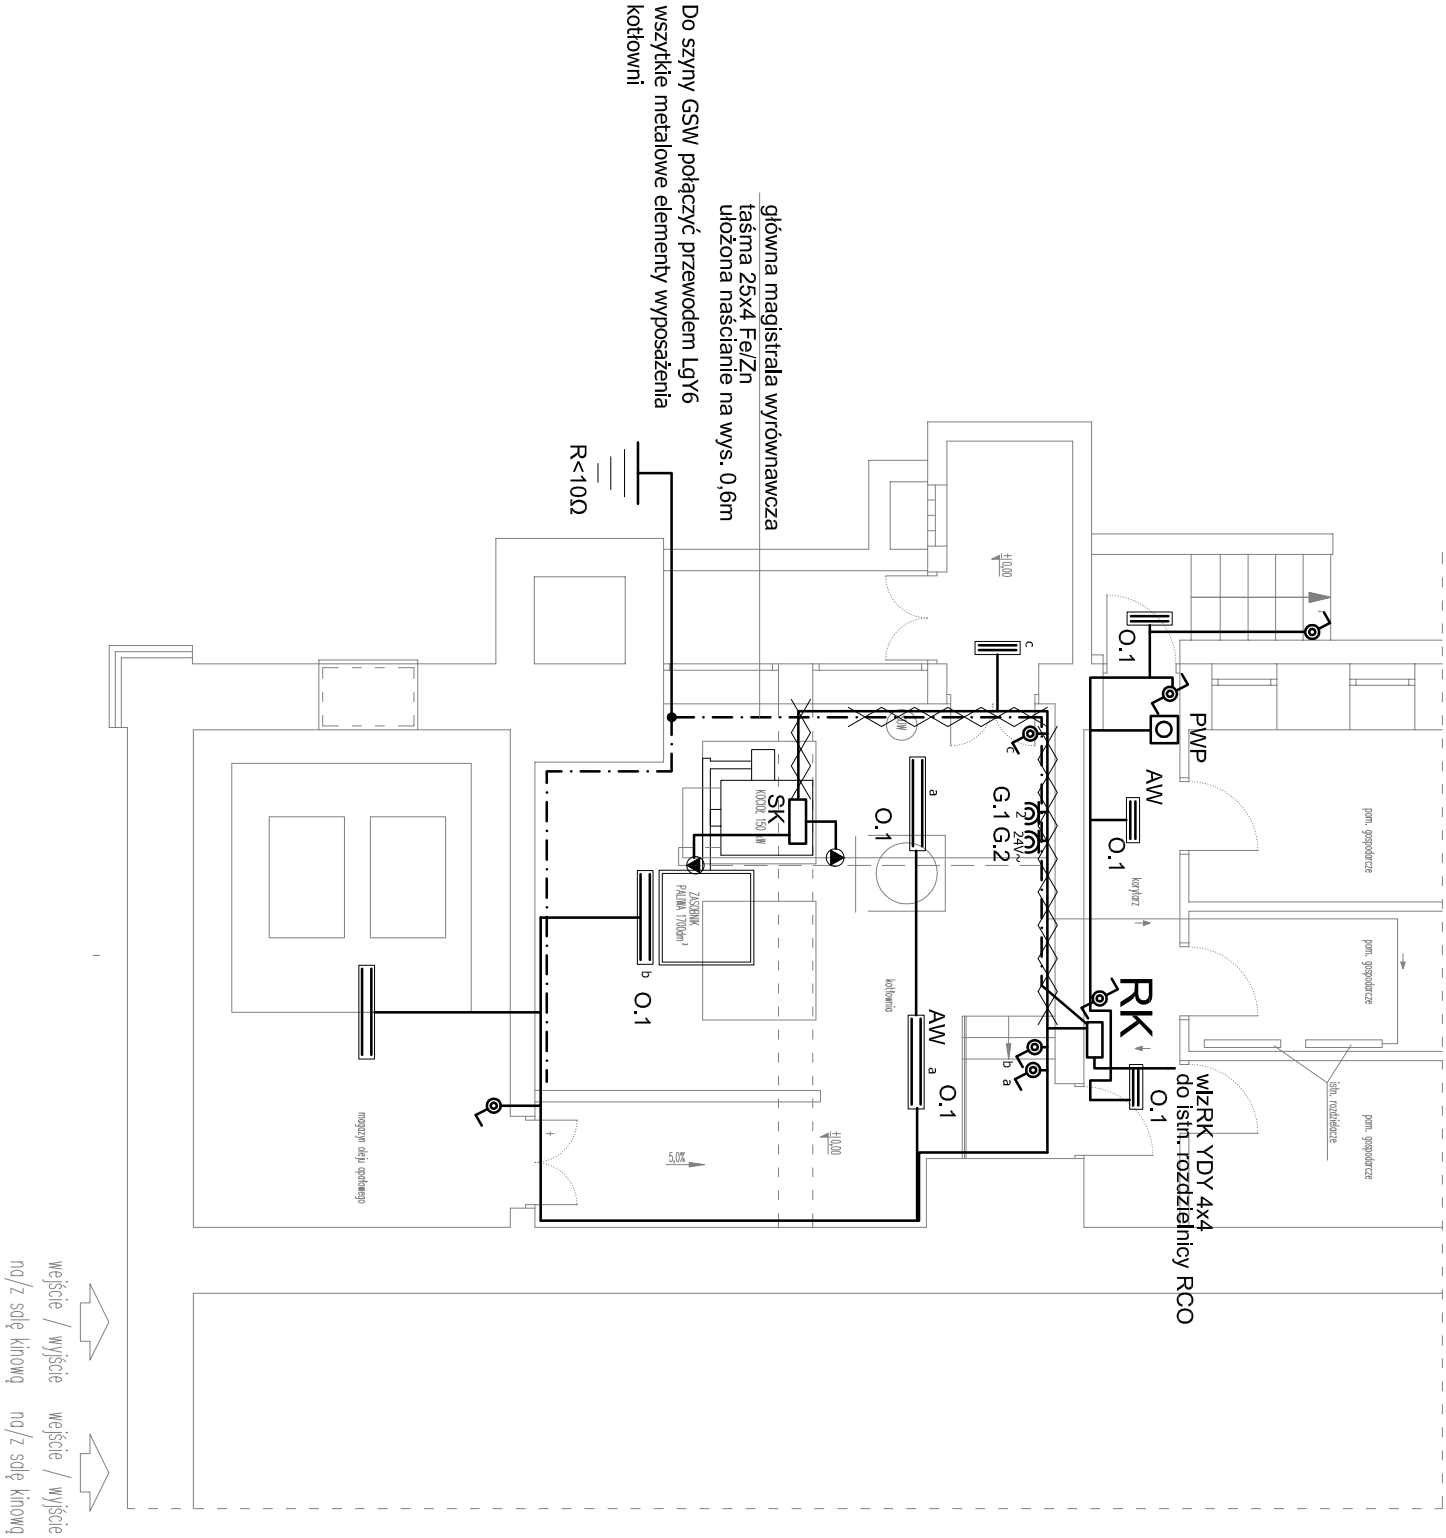 Do szyny GSW połączyć przewodem LgY6
wszytkie metalowe elementy wyposażenia
kotłowni
główna magistrala wyrównawcza
taśma 25x4 Fe/Zn
ułożona naścianie na wys. 0,6m
R<10Ω
±0,00
c
O.1
PWP
AW
O.1
korytarz
pom. gospodarcze
pom. gospodarcze
pom. gospodarcze
istn. rozdzielacze
RK
O.1
wlzRK YDY 4x4
do istn. rozdzielnicy RCO
c
G.1 G.2
2
24V~
a
O.1
SK
KOCIOŁ 150 kW
ZASOBNIK
PALIWA 1700dm³
b
O.1
kotłownia
AW
a
O.1
b
a
±0,00
5,0%
magazyn oleju opałowego
wejście / wyjście
na/z salę kinową
wejście / wyjście
na/z salę kinową